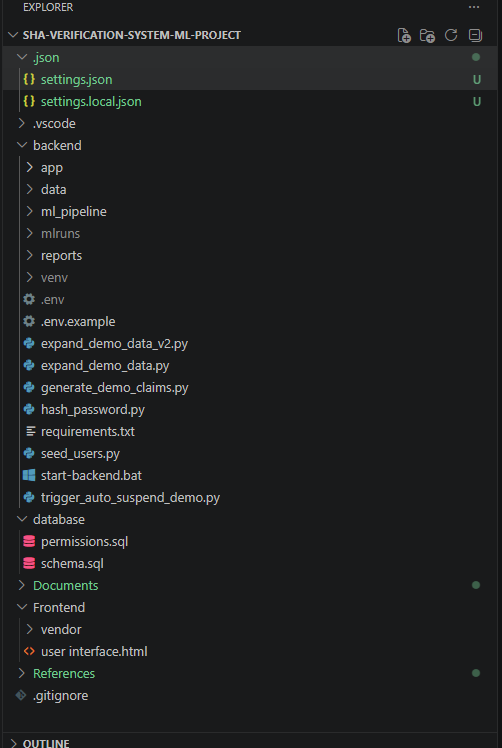 EXPLORER
SHA-VERIFICATION-SYSTEM-ML-PROJECT
.json
{} settings.json U
{} settings.local.json U
.vscode
backend
app
data
ml_pipeline
mlruns
reports
venv
.env
.env.example
expand_demo_data_v2.py
expand_demo_data.py
generate_demo_claims.py
hash_password.py
requirements.txt
seed_users.py
start-backend.bat
trigger_auto_suspend_demo.py
database
permissions.sql
schema.sql
Documents
Frontend
vendor
<> user interface.html
References
.gitignore
OUTLINE